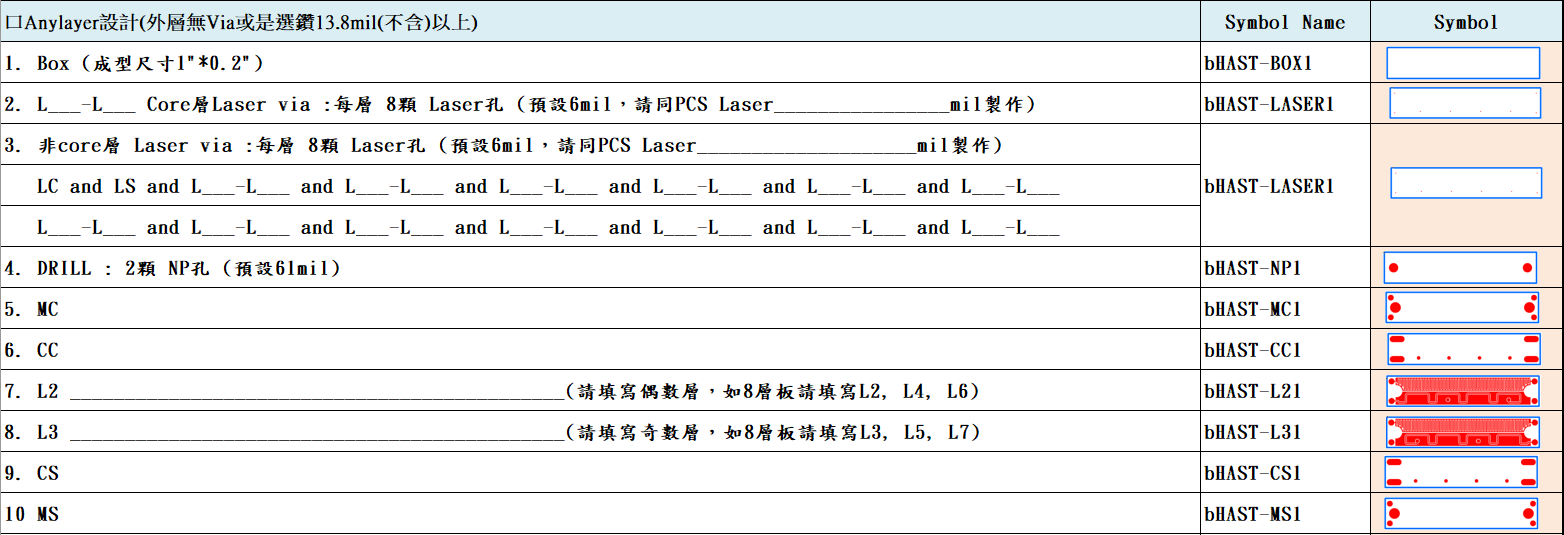 口Anylayer設計(外層無Via或是選鑽13.8mil(不含)以上) Symbol Name Symbol
1. Box (成型尺寸1"*0.2") bHAST-BOX1
2. L___-L___ Core層Laser via :每層 8顆 Laser孔 (預設6mil，請同PCS Laser________________mil製作) bHAST-LASER1
3. 非core層 Laser via :每層 8顆 Laser孔 (預設6mil，請同PCS Laser____________________mil製作)
LC and LS and L___-L___ and L___-L___ and L___-L___ and L___-L___ and L___-L___ and L___-L___ bHAST-LASER1
L___-L___ and L___-L___ and L___-L___ and L___-L___ and L___-L___ and L___-L___ and L___-L___
4. DRILL : 2顆 NP孔 (預設61mil) bHAST-NP1
5. MC bHAST-MC1
6. CC bHAST-CC1
7. L2 _____________________________________________(請填寫偶數層，如8層板請填寫L2, L4, L6) bHAST-L21
8. L3 _____________________________________________(請填寫奇數層，如8層板請填寫L3, L5, L7) bHAST-L31
9. CS bHAST-CS1
10 MS bHAST-MS1